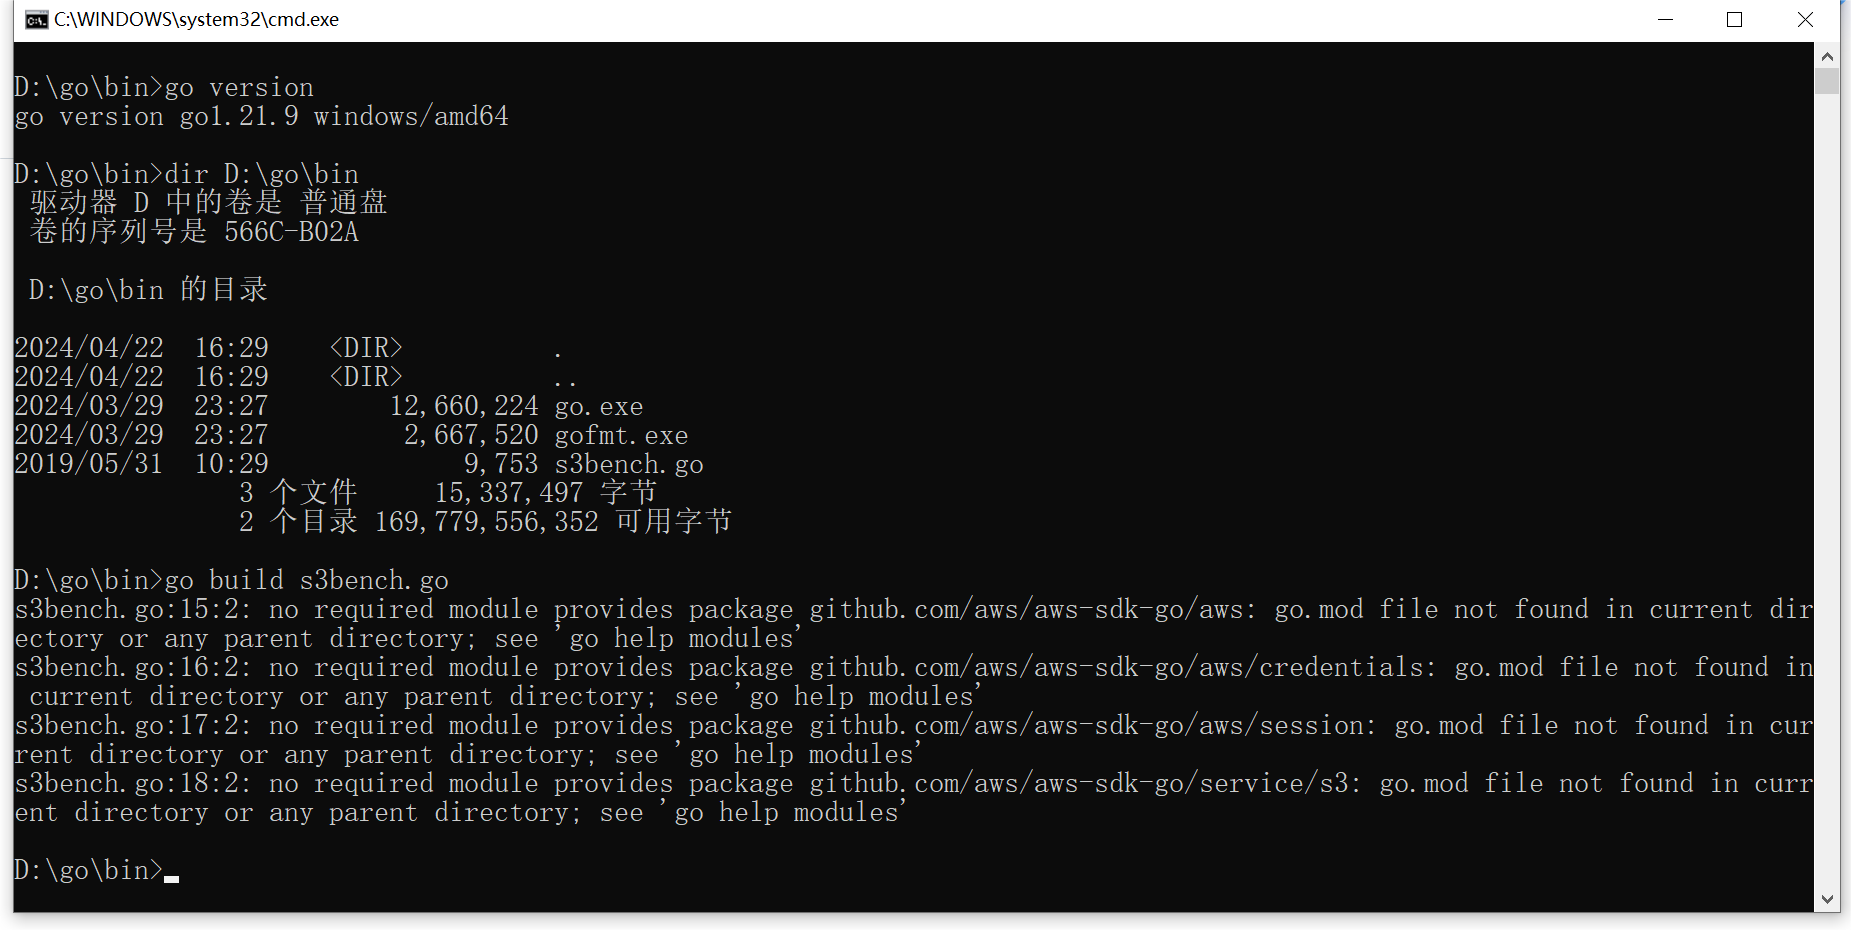 C:\WINDOWS\system32\cmd.exe
D:\go\bin>go version
go version go1.21.9 windows/amd64
D:\go\bin>dir D:\go\bin
驱动器 D 中的卷是 普通盘
卷的序列号是 566C-B02A
D:\go\bin 的目录
2024/04/22  16:29    <DIR>          .
2024/04/22  16:29    <DIR>          ..
2024/03/29  23:27        12,660,224 go.exe
2024/03/29  23:27         2,667,520 gofmt.exe
2019/05/31  10:29             9,753 s3bench.go
3 个文件     15,337,497 字节
2 个目录 169,779,556,352 可用字节
D:\go\bin>go build s3bench.go
s3bench.go:15:2: no required module provides package github.com/aws/aws-sdk-go/aws: go.mod file not found in current dir
ectory or any parent directory; see 'go help modules'
s3bench.go:16:2: no required module provides package github.com/aws/aws-sdk-go/aws/credentials: go.mod file not found in
current directory or any parent directory; see 'go help modules'
s3bench.go:17:2: no required module provides package github.com/aws/aws-sdk-go/aws/session: go.mod file not found in cur
rent directory or any parent directory; see 'go help modules'
s3bench.go:18:2: no required module provides package github.com/aws/aws-sdk-go/service/s3: go.mod file not found in curr
ent directory or any parent directory; see 'go help modules'
D:\go\bin>